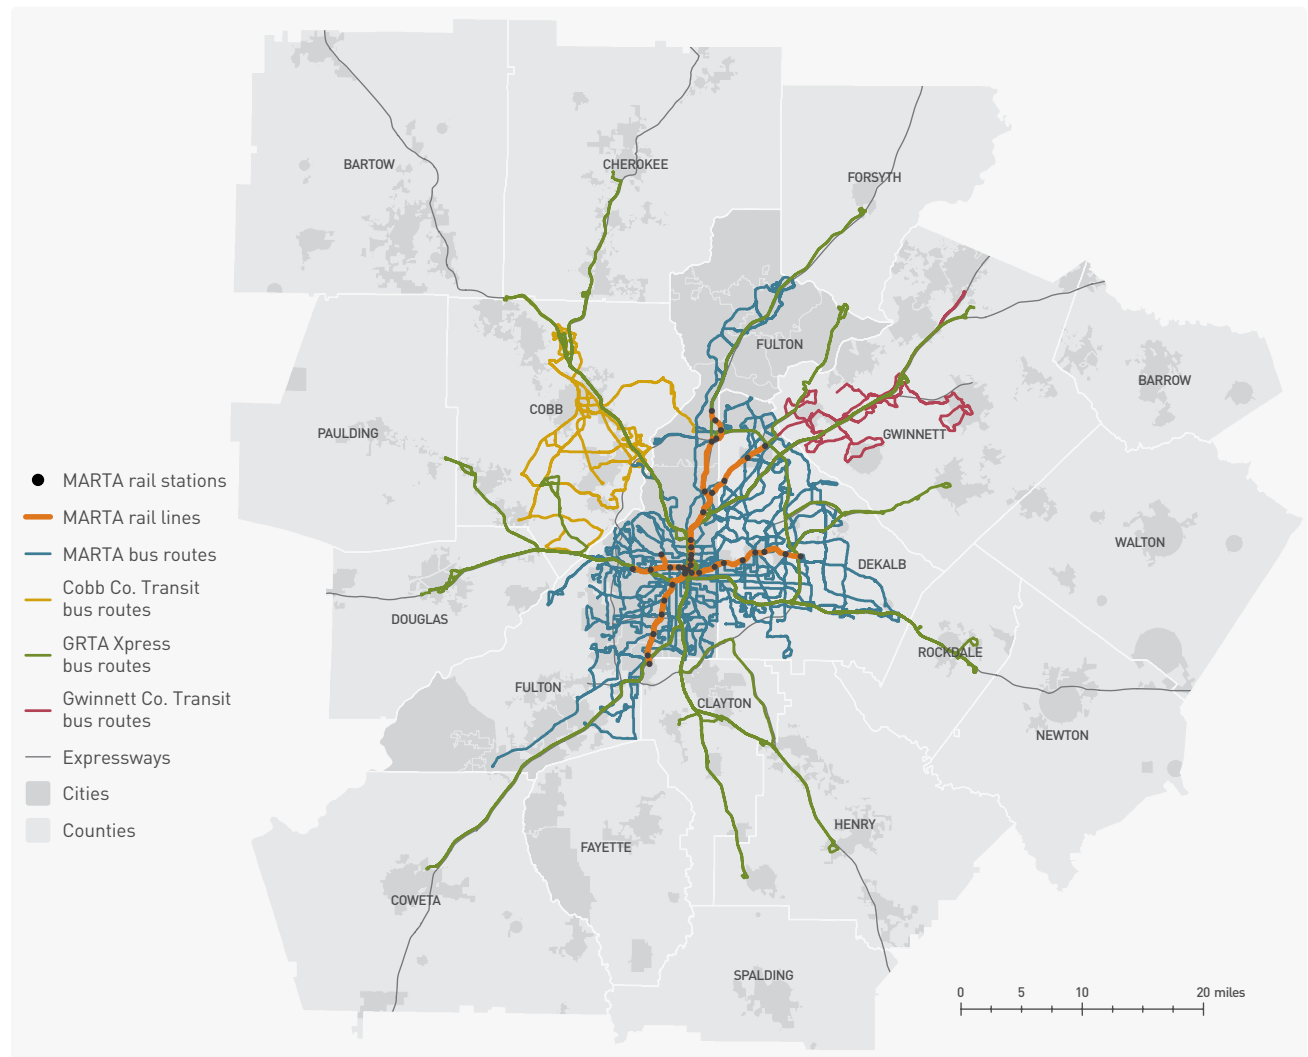 BARTOW
CHEROKEE
FORSYTH
FULTON
BARRON
COBB
PAULDING
GWINNETT
MARTA rail stations
MARTA rail lines
MARTA bus routes
Cobb Co. Transit
bus routes
GRTA Xpress
bus routes
Gwinnett Co. Transit
bus routes
Expressways
Cities
Counties
WALTON
DEKALB
DOUGLAS
ROCKDALE
FULTON
CLAYTON
NEWTON
HENRY
FAYETTE
COWETA
SPALDING
0 5 10 20 miles